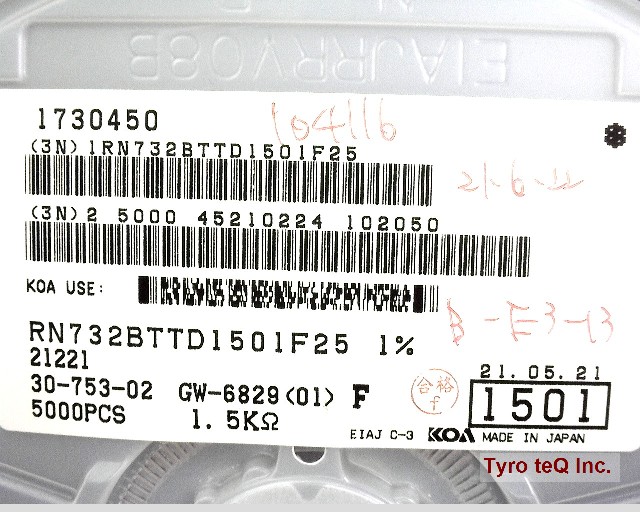 EIAJRRV08B
1730450
104116
*
(3N) 1RN732BTTD1501F25
21.6.22
(3N) 2 5000 45210224 102050
KOA USE:
B-E3-13
RN732BTTD1501F25 1%
21221
30-753-02 GW-6829(01) F
5000PCS 1.5KΩ
合格
f
21.05.21
1501
EIAJ C-3 KOA MADE IN JAPAN
Tyro teQ Inc.